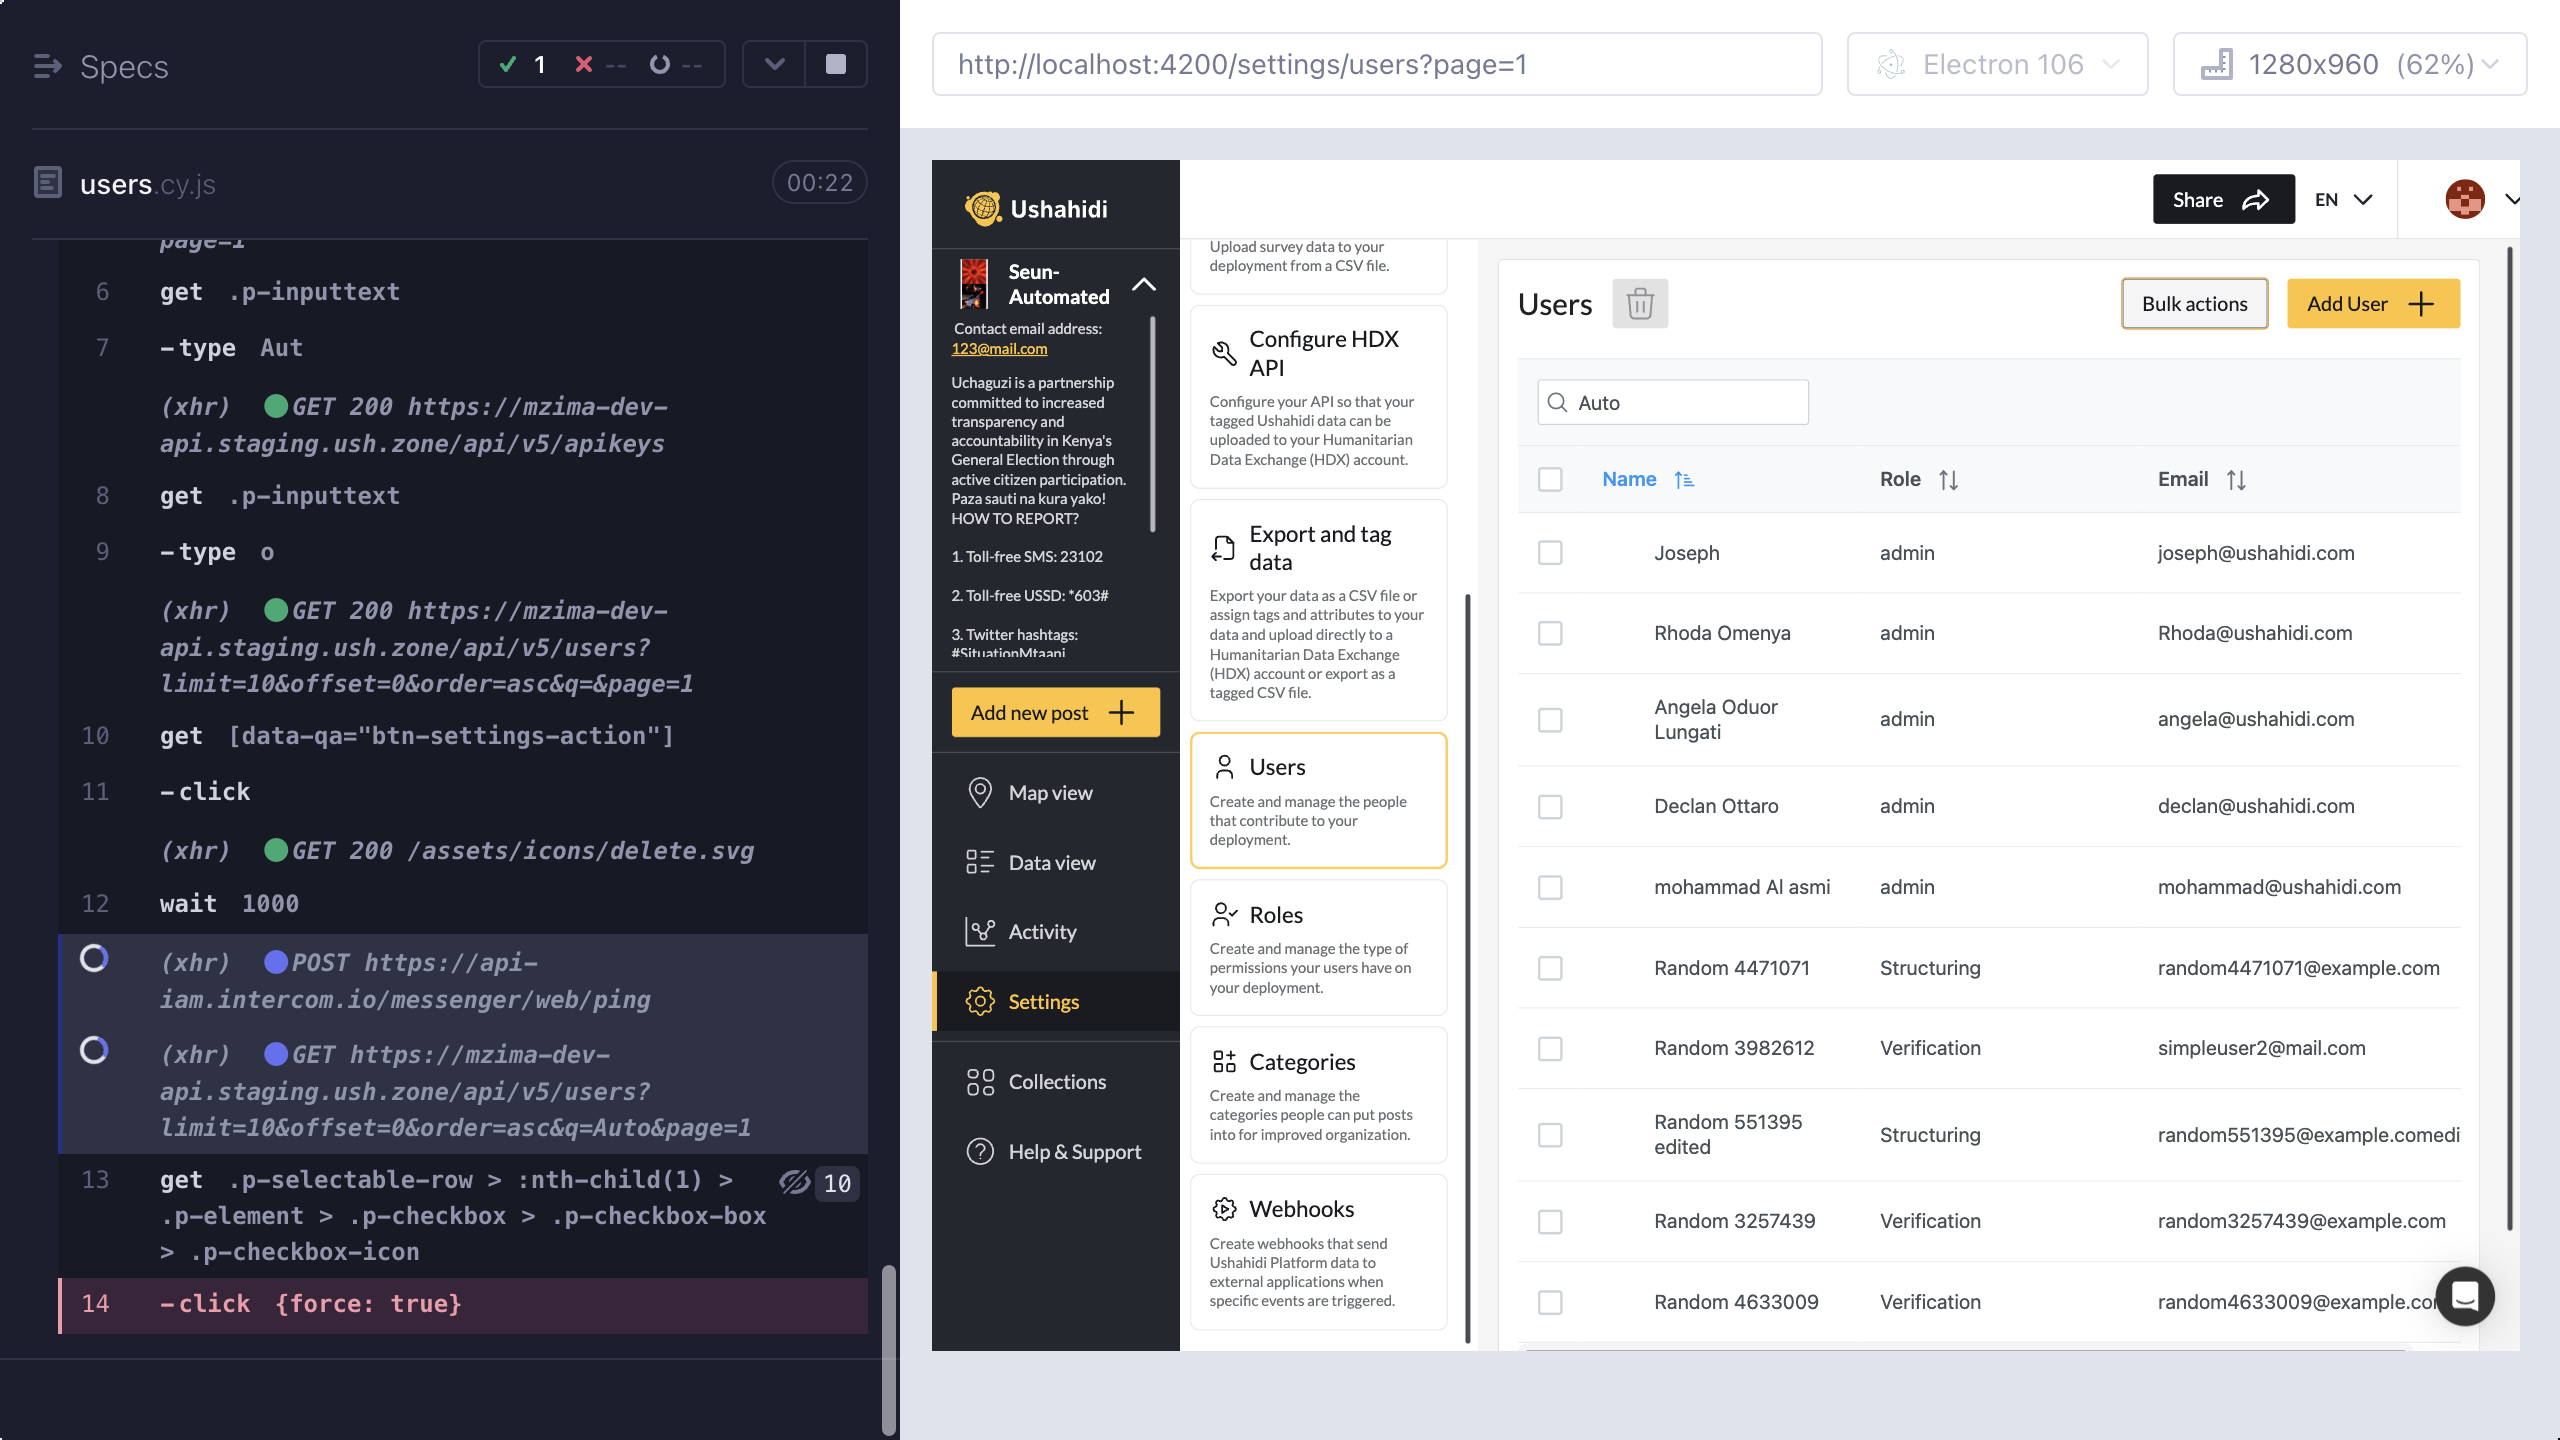 Specs
1
--
--
users.cy.js
00:22
page=1
6 get .p-inputtext
7 -type Aut
(xhr) GET 200 https://mzima-dev-
api.staging.ush.zone/api/v5/apikeys
8 get .p-inputtext
9 -type o
(xhr) GET 200 https://mzima-dev-
api.staging.ush.zone/api/v5/users?
limit=10&offset=0&order=asc&q=&page=1
10 get [data-qa="btn-settings-action"]
11 -click
(xhr) GET 200 /assets/icons/delete.svg
12 wait 1000
(xhr) POST https://api-
iam.intercom.io/messenger/web/ping
(xhr) GET https://mzima-dev-
api.staging.ush.zone/api/v5/users?
limit=10&offset=0&order=asc&q=Auto&page=1
13 get .p-selectable-row > :nth-child(1) > 10
.p-element > .p-checkbox > .p-checkbox-box
> .p-checkbox-icon
14 -click {force: true}
http://localhost:4200/settings/users?page=1
Electron 106
1280x960 (62%)
Ushahidi
Seun-
Automated
Contact email address:
123@mail.com
Uchaguzi is a partnership
committed to increased
transparency and
accountability in Kenya's
General Election through
active citizen participation.
Paza sauti na kura yako!
HOW TO REPORT?
1. Toll-free SMS: 23102
2. Toll-free USSD: *603#
3. Twitter hashtags:
#SituationMtaani
Add new post
Map view
Data view
Activity
Settings
Collections
Help & Support
Share
EN
Upload survey data to your
deployment from a CSV file.
Configure HDX
API
Configure your API so that your
tagged Ushahidi data can be
uploaded to your Humanitarian
Data Exchange (HDX) account.
Export and tag
data
Export your data as a CSV file or
assign tags and attributes to your
data and upload directly to a
Humanitarian Data Exchange
(HDX) account or export as a
tagged CSV file.
Users
Create and manage the people
that contribute to your
deployment.
Roles
Create and manage the type of
permissions your users have on
your deployment.
Categories
Create and manage the
categories people can put posts
into for improved organization.
Webhooks
Create webhooks that send
Ushahidi Platform data to
external applications when
specific events are triggered.
Users
Bulk actions
Add User
Auto
Name Role Email
Joseph admin joseph@ushahidi.com
Rhoda Omenya admin Rhoda@ushahidi.com
Angela Oduor
Lungati admin angela@ushahidi.com
Declan Ottaro admin declan@ushahidi.com
mohammad Al asmi admin mohammad@ushahidi.com
Random 4471071 Structuring random4471071@example.com
Random 3982612 Verification simpleuser2@mail.com
Random 551395
edited Structuring random551395@example.comedi
Random 3257439 Verification random3257439@example.com
Random 4633009 Verification random4633009@example.co